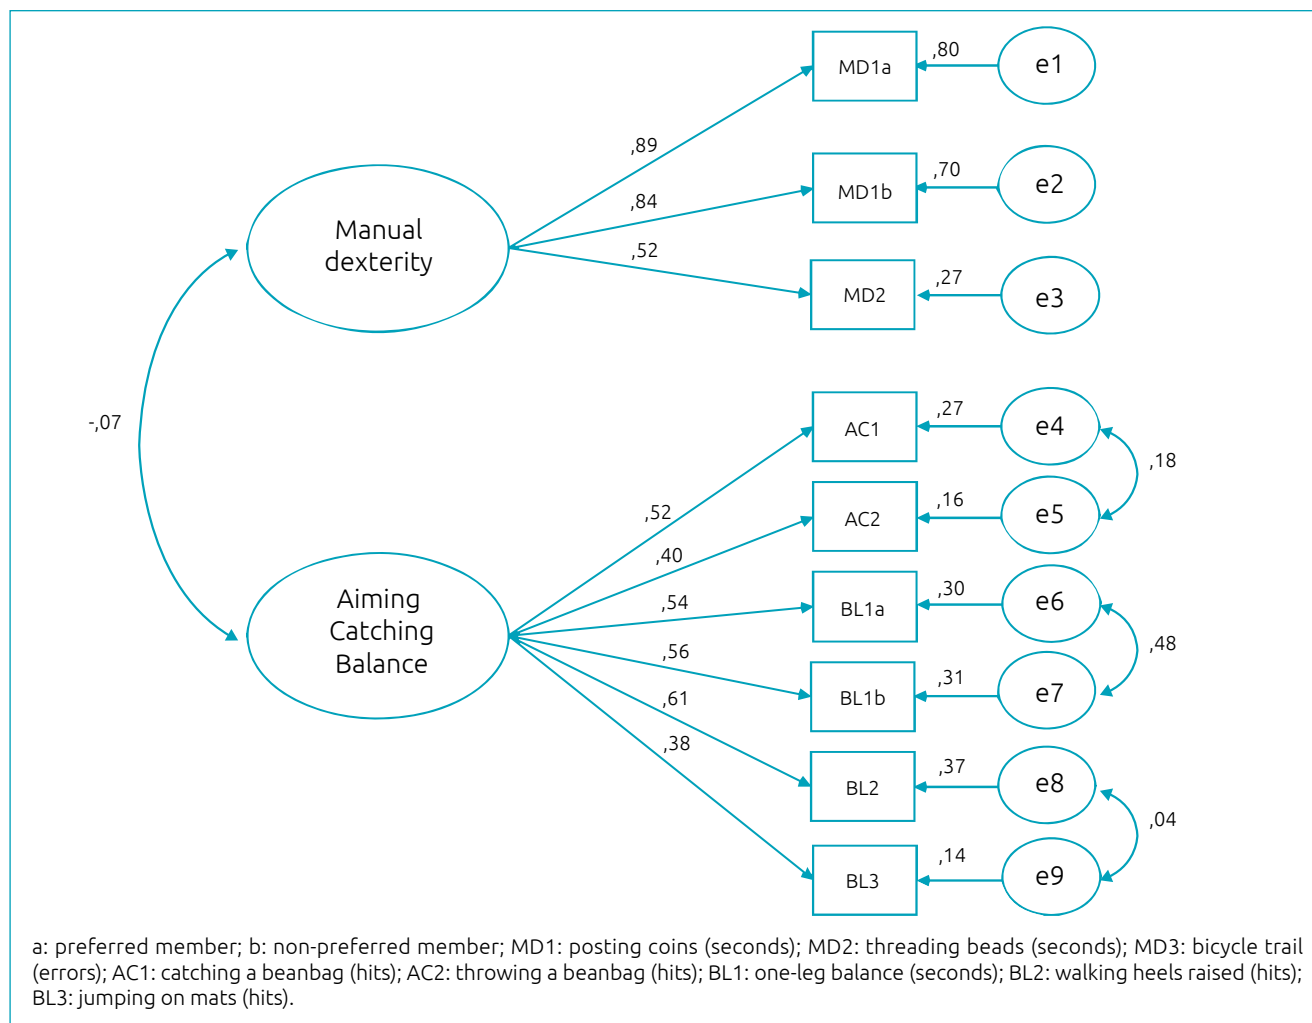 MD1a
,80
e1
,89
MD1b
,70
e2
Manual
dexterity
,84
,52
MD2
,27
e3
-,07
AC1
,27
e4
,18
,52
AC2
,16
e5
,40
Aiming
Catching
Balance
,54
BL1a
,30
e6
,48
,56
BL1b
,31
e7
,61
BL2
,37
e8
,04
,38
BL3
,14
e9
a: preferred member; b: non-preferred member; MD1: posting coins (seconds); MD2: threading beads (seconds); MD3: bicycle trail
(errors); AC1: catching a beanbag (hits); AC2: throwing a beanbag (hits); BL1: one-leg balance (seconds); BL2: walking heels raised (hits);
BL3: jumping on mats (hits).